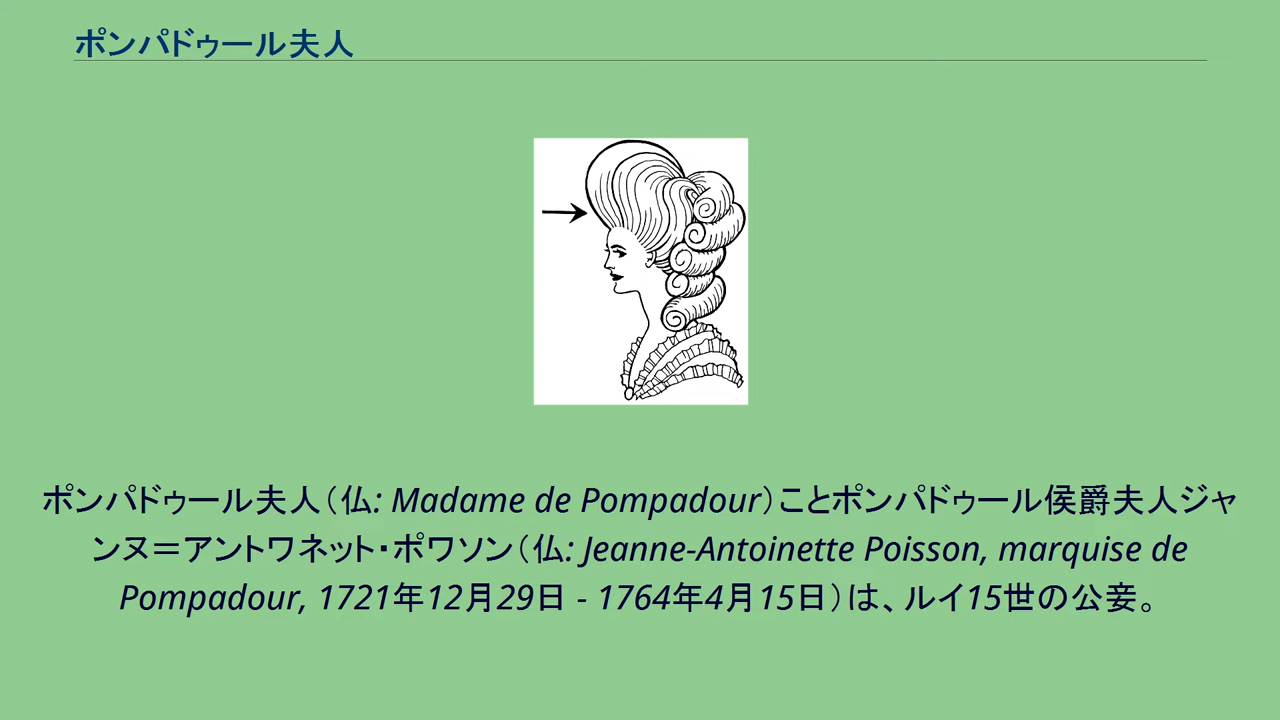 ポンパドゥール夫人
ポンパドゥール夫人（仏: Madame de Pompadour）ことポンパドゥール侯爵夫人ジャ
ンヌ＝アントワネット・ポワソン（仏: Jeanne-Antoinette Poisson, marquise de
Pompadour, 1721年12月29日 - 1764年4月15日）は、ルイ15世の公妾。